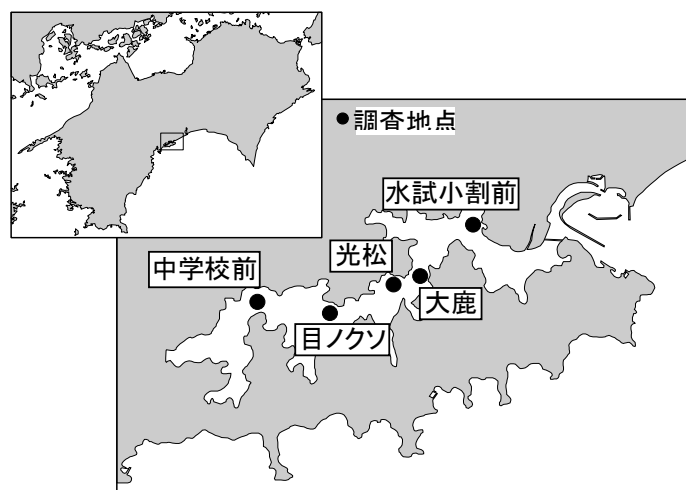 ●調査地点
水試小割前
光松
中学校前
大鹿
目ノクソ